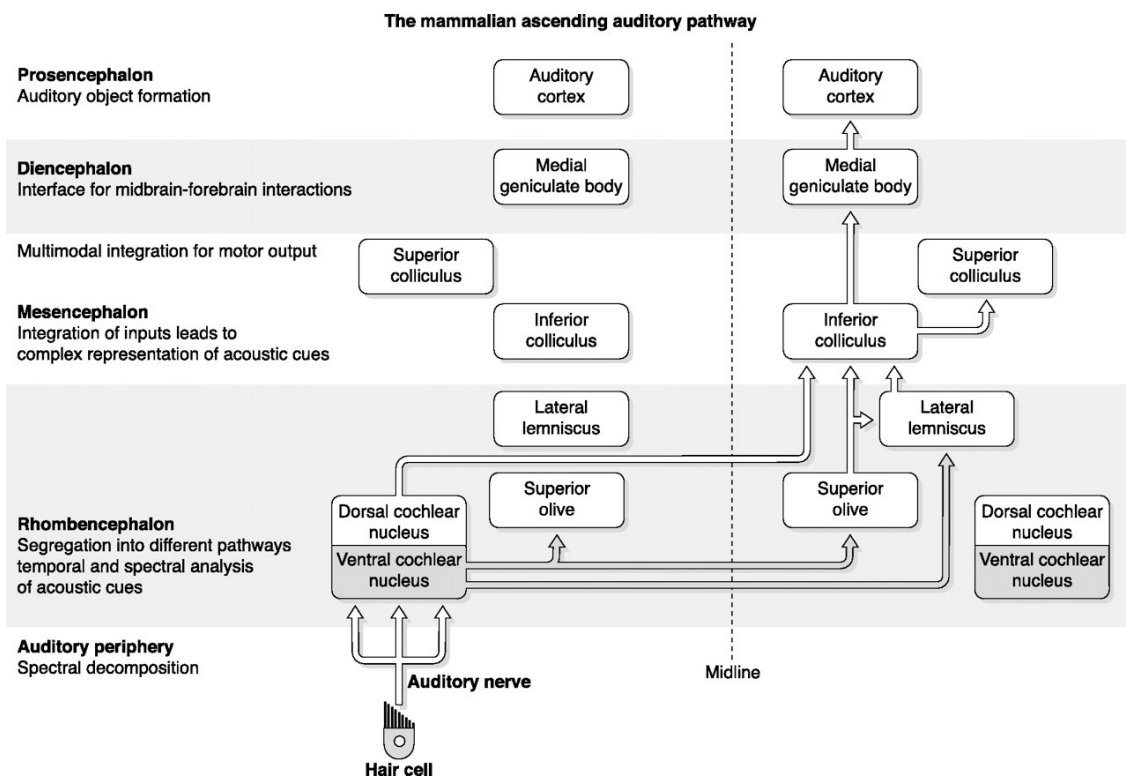 The mammalian ascending auditory pathway
Prosencephalon
Auditory object formation
Auditory
cortex
Auditory
cortex
Diencephalon
Interface for midbrain-forebrain interactions
Medial
geniculate body
Medial
geniculate body
Multimodal integration for motor output
Superior
colliculus
Superior
colliculus
Mesencephalon
Integration of inputs leads to
complex representation of acoustic cues
Inferior
colliculus
Inferior
colliculus
Lateral
lemniscus
Lateral
lemniscus
Superior
olive
Superior
olive
Rhombencephalon
Segregation into different pathways
temporal and spectral analysis
of acoustic cues
Dorsal cochlear
nucleus
Ventral cochlear
nucleus
Dorsal cochlear
nucleus
Ventral cochlear
nucleus
Auditory periphery
Spectral decomposition
Auditory nerve
Midline
Hair cell